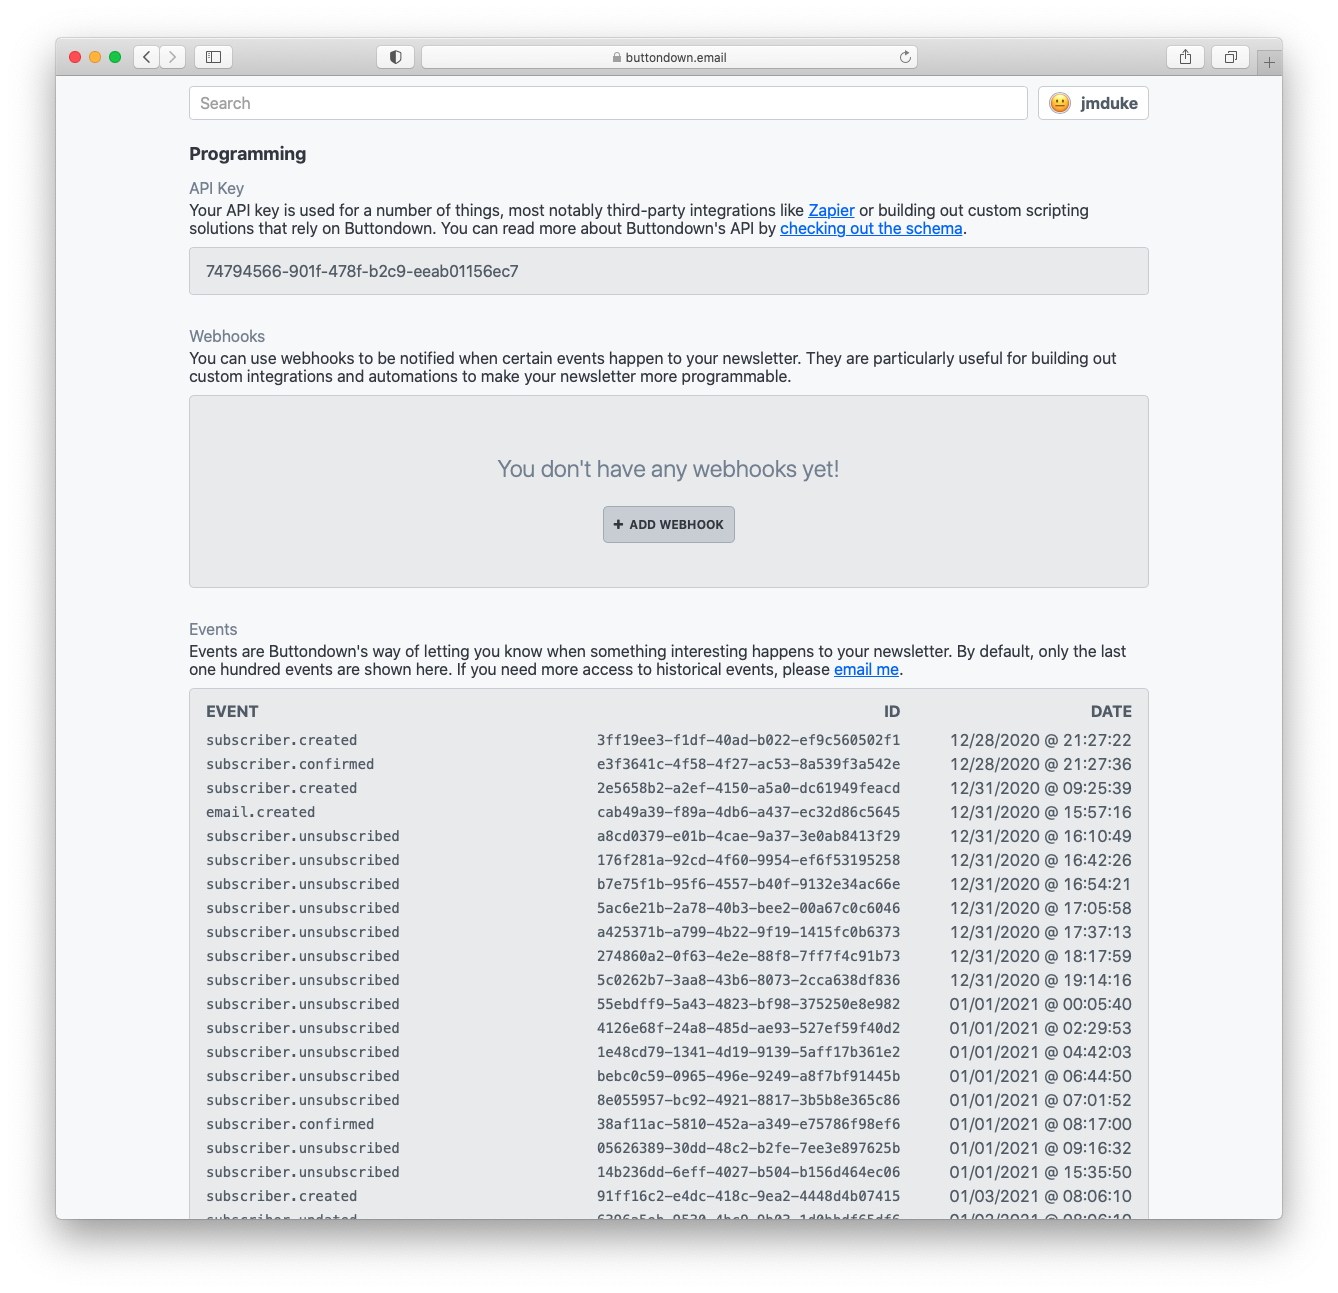 buttondown.email
Search
jmduke
Programming
API Key
Your API key is used for a number of things, most notably third-party integrations like Zapier or building out custom scripting
solutions that rely on Buttondown. You can read more about Buttondown's API by checking out the schema.
74794566-901f-478f-b2c9-eeab01156ec7
Webhooks
You can use webhooks to be notified when certain events happen to your newsletter. They are particularly useful for building out
custom integrations and automations to make your newsletter more programmable.
You don't have any webhooks yet!
+ ADD WEBHOOK
Events
Events are Buttondown's way of letting you know when something interesting happens to your newsletter. By default, only the last
one hundred events are shown here. If you need more access to historical events, please email me.
EVENT ID DATE
subscriber.created 3ff19ee3-f1df-40ad-b022-ef9c560502f1 12/28/2020 @ 21:27:22
subscriber.confirmed e3f3641c-4f58-4f27-ac53-8a539f3a542e 12/28/2020 @ 21:27:36
subscriber.created 2e5658b2-a2ef-4150-a5a0-dc61949feacd 12/31/2020 @ 09:25:39
email.created cab49a39-f89a-4db6-a437-ec32d86c5645 12/31/2020 @ 15:57:16
subscriber.unsubscribed a8cd0379-e01b-4cae-9a37-3e0ab8413f29 12/31/2020 @ 16:10:49
subscriber.unsubscribed 176f281a-92cd-4f60-9954-ef6f53195258 12/31/2020 @ 16:42:26
subscriber.unsubscribed b7e75f1b-95f6-4557-b40f-9132e34ac66e 12/31/2020 @ 16:54:21
subscriber.unsubscribed 5ac6e21b-2a78-40b3-bee2-00a67c0c6046 12/31/2020 @ 17:05:58
subscriber.unsubscribed a425371b-a799-4b22-9f19-1415fc0b6373 12/31/2020 @ 17:37:13
subscriber.unsubscribed 274860a2-0f63-4e2e-88f8-7ff7f4c91b73 12/31/2020 @ 18:17:59
subscriber.unsubscribed 5c0262b7-3aa8-43b6-8073-2cca638df836 12/31/2020 @ 19:14:16
subscriber.unsubscribed 55ebdff9-5a43-4823-bf98-375250e8e982 01/01/2021 @ 00:05:40
subscriber.unsubscribed 4126e68f-24a8-485d-ae93-527ef59f40d2 01/01/2021 @ 02:29:53
subscriber.unsubscribed 1e48cd79-1341-4d19-9139-5aff17b361e2 01/01/2021 @ 04:42:03
subscriber.unsubscribed bebc0c59-0965-496e-9249-a8f7bf91445b 01/01/2021 @ 06:44:50
subscriber.unsubscribed 8e055957-bc92-4921-8817-3b5b8e365c86 01/01/2021 @ 07:01:52
subscriber.confirmed 38af11ac-5810-452a-a349-e75786f98ef6 01/01/2021 @ 08:17:00
subscriber.unsubscribed 05626389-30dd-48c2-b2fe-7ee3e897625b 01/01/2021 @ 09:16:32
subscriber.unsubscribed 14b236dd-6eff-4027-b504-b156d464ec06 01/01/2021 @ 15:35:50
subscriber.created 91ff16c2-e4dc-418c-9ea2-4448d4b07415 01/03/2021 @ 08:06:10
subscriber.updated